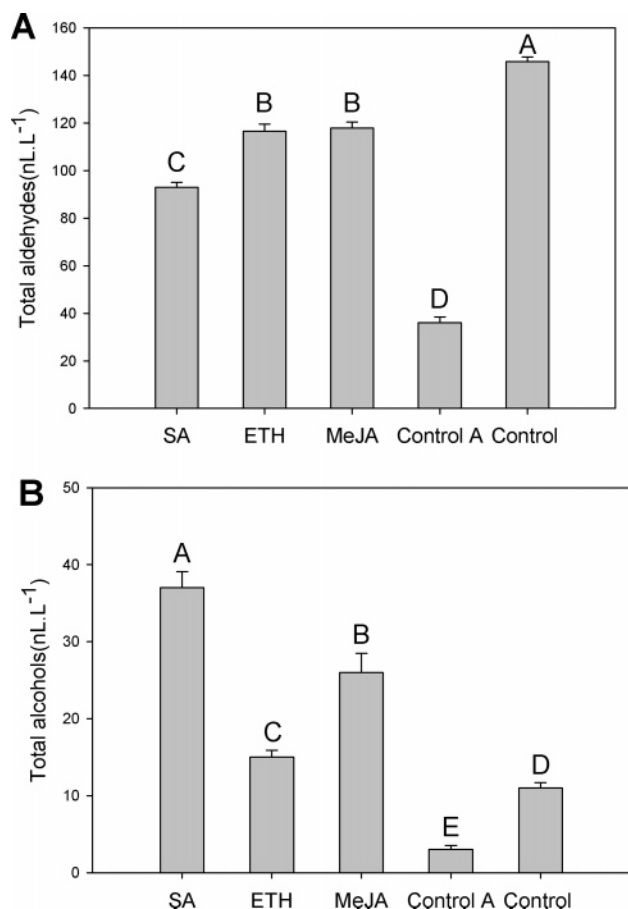 A
Total aldehydes(nL.L⁻¹)
160
140
120
100
80
60
40
20
0
C
B
B
D
A
SA ETH MeJA Control A Control
B
Total alcohols(nL.L⁻¹)
50
40
30
20
10
0
A
C
B
E
D
SA ETH MeJA Control A Control